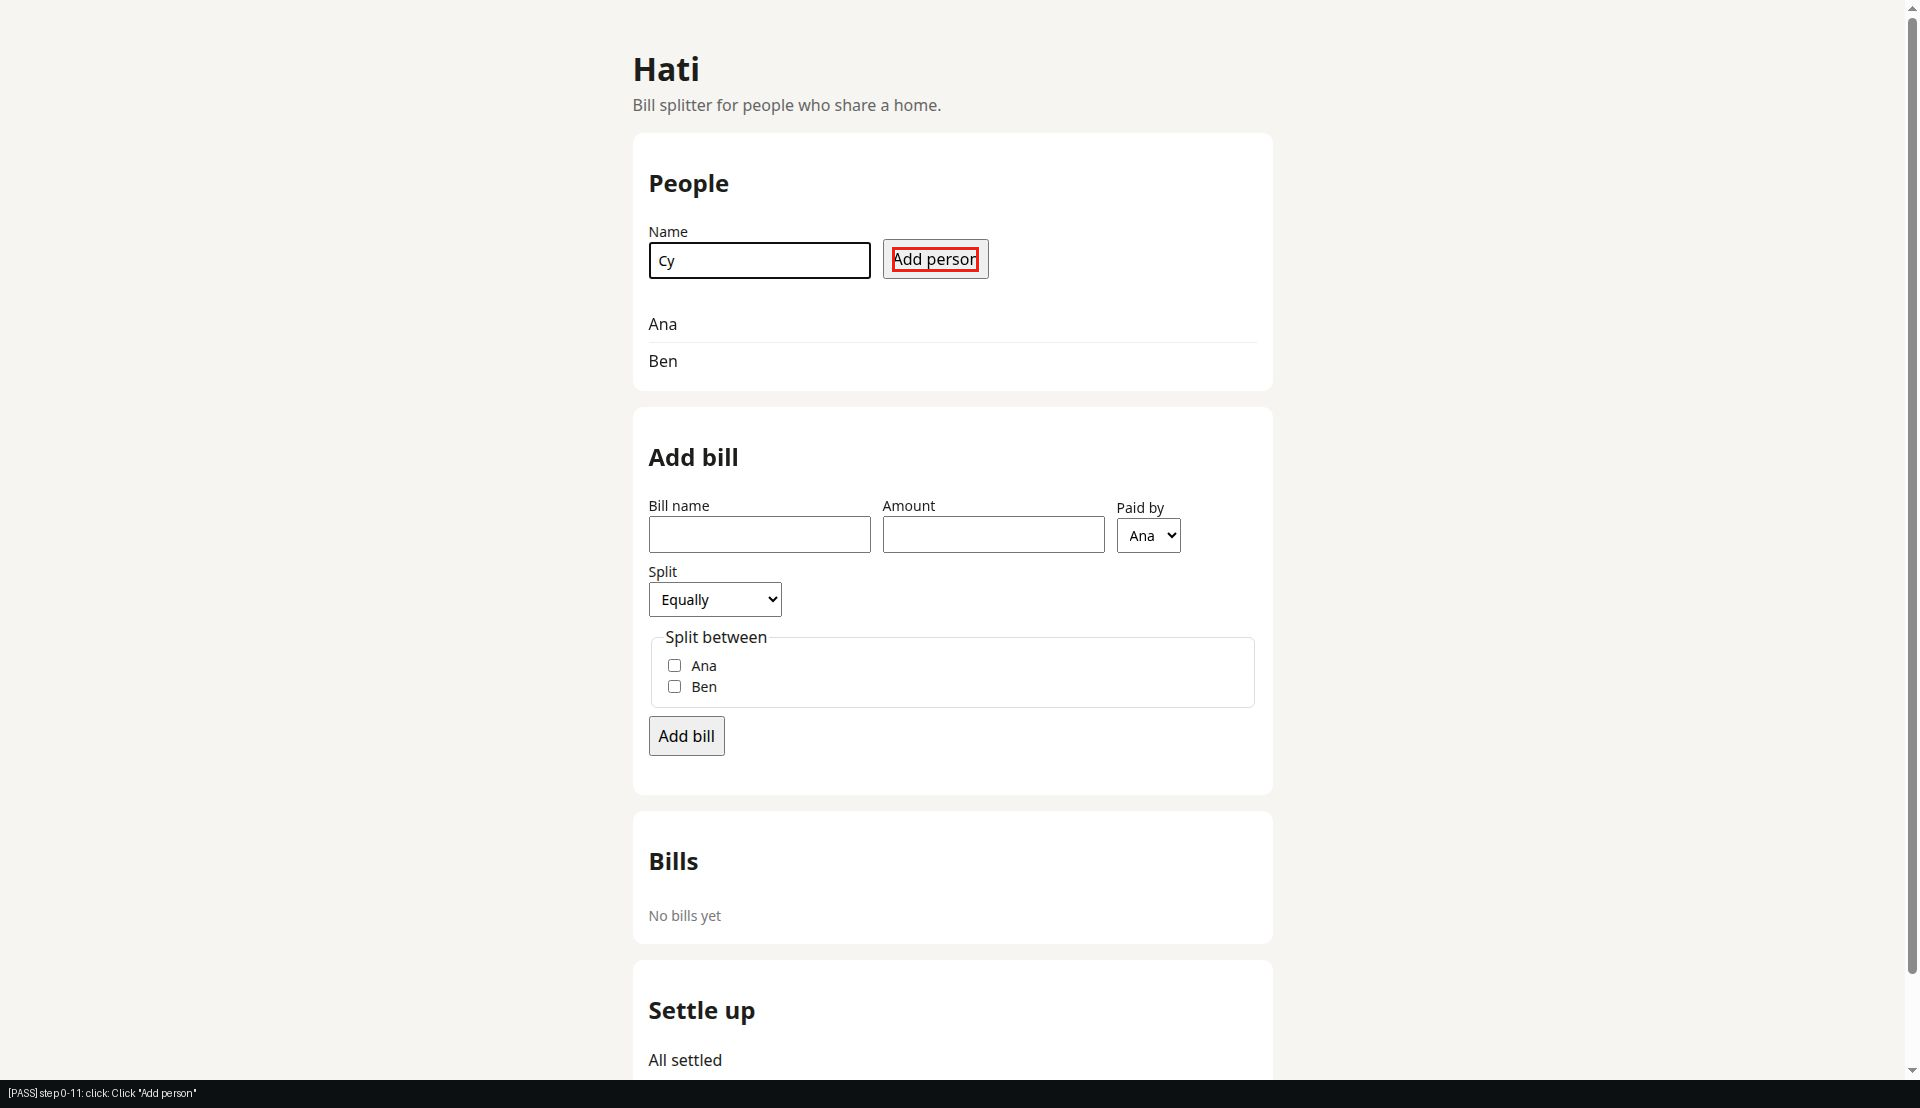 Hati
Bill splitter for people who share a home.
People
Name
Cy
Add person
Ana
Ben
Add bill
Bill name
Amount
Paid by
Ana
Split
Equally
Split between
Ana
Ben
Add bill
Bills
No bills yet
Settle up
All settled
[PASS] step 0-11: click: Click "Add person"